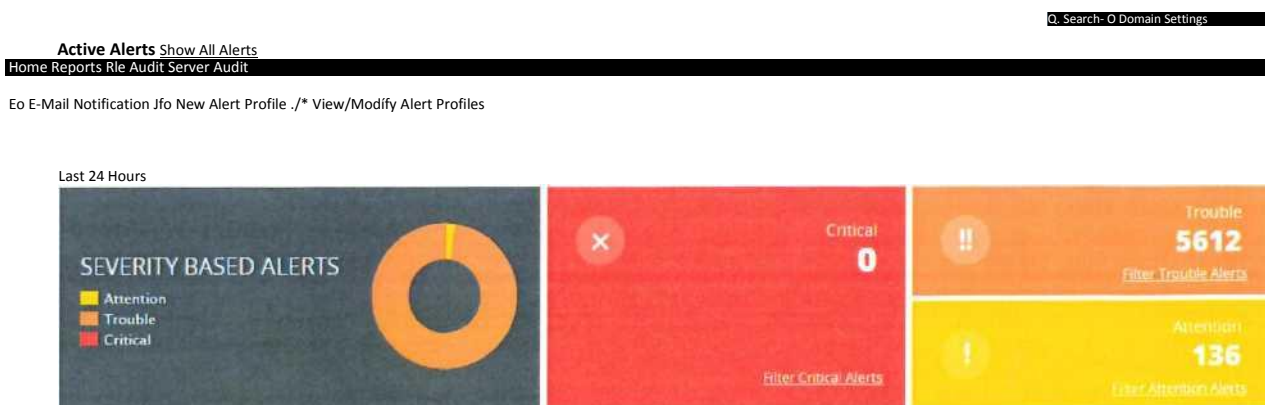 Q. Search- O Domain Settings
Active Alerts Show All Alerts
Home Reports Rle Audit Server Audit
Eo E-Mail Notification Jfo New Alert Profile ./* View/Modífy Alert Profiles
Last 24 Hours
SEVERITY BASED ALERTS
Attention
Trouble
Critical
Critical
0
Filter Critical Alerts
Trouble
5612
Filter Trouble Alerts
Attention
136
Filter Attention Alerts